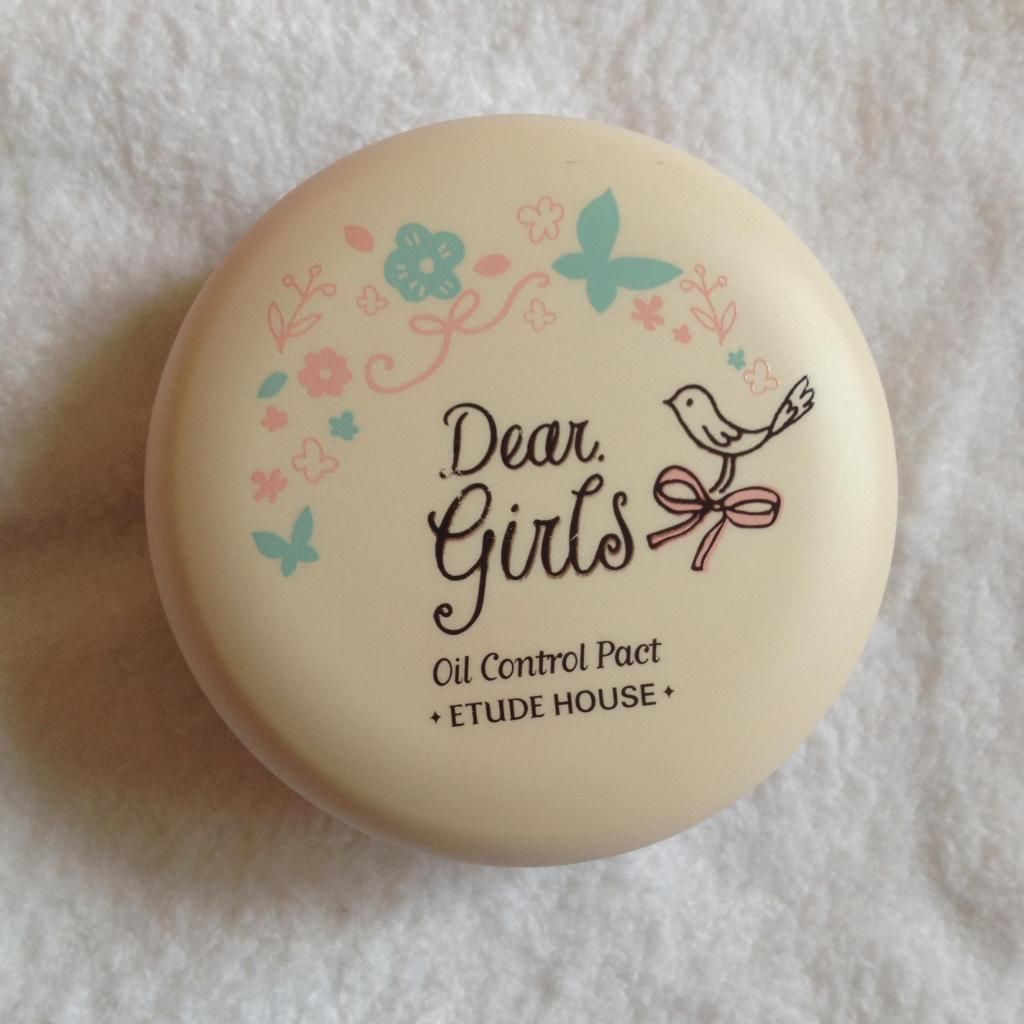 Dear.
Girls
Oil Control Pact
ETUDE HOUSE